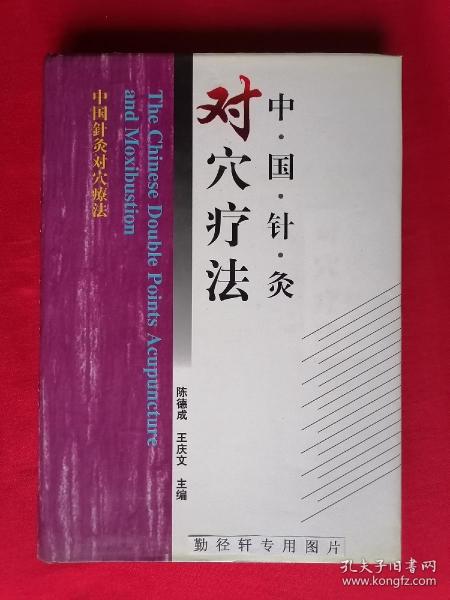 中·国·针·灸
对穴疗法
The Chinese Double Points Acupuncture
and Moxibustion
中国針灸对穴療法
陈德成 王庆文 主编
勤径轩专用图片
孔夫子旧书网
www.kongfz.com